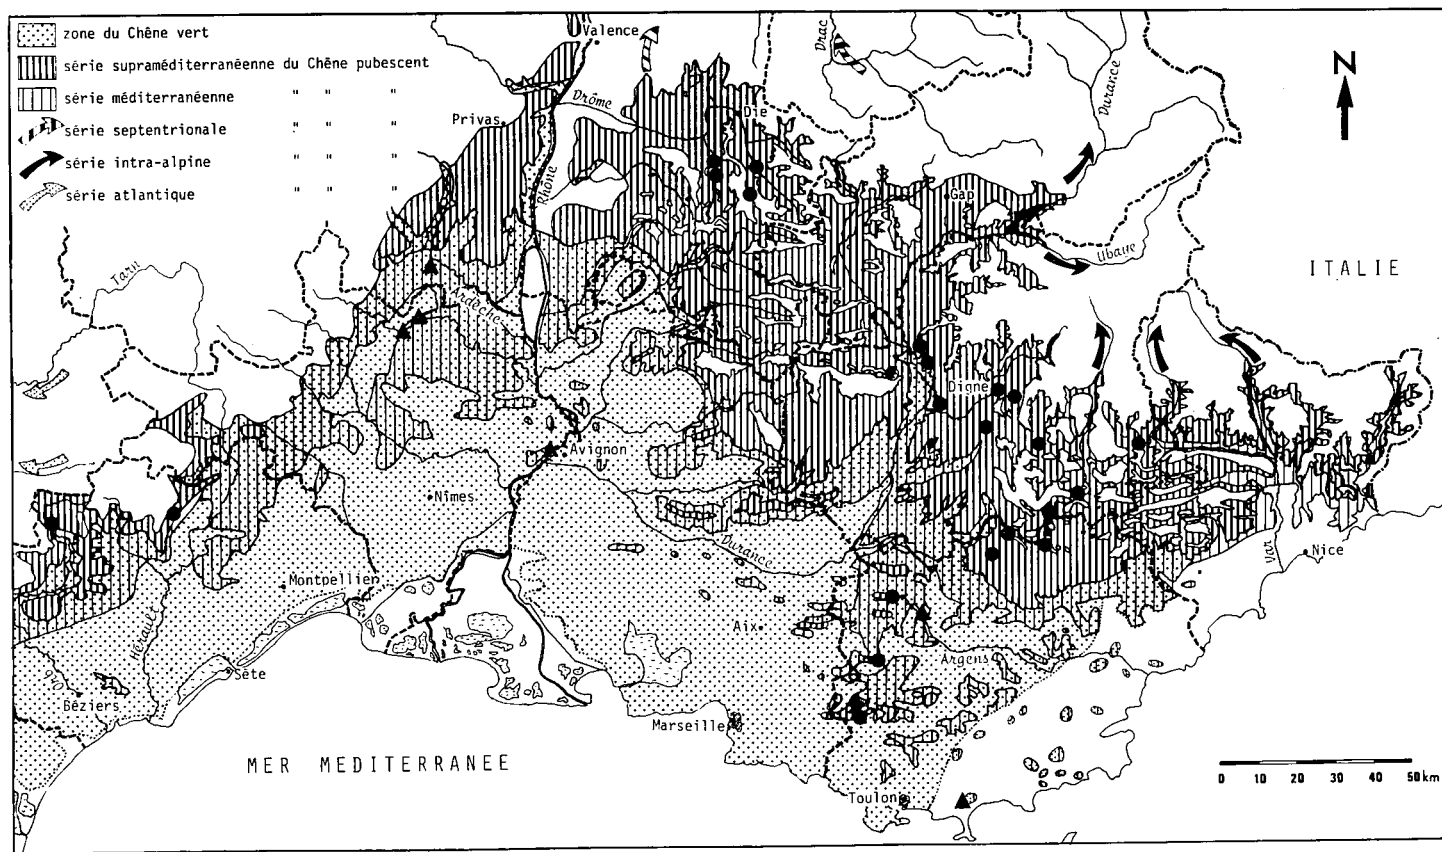 zone du Chêne vert
série supraméditerranéenne du Chêne pubescent
série méditerranéenne " " "
série septentrionale " " "
série intra-alpine " " "
série atlantique " " "
Valence
Drac
Durance
N
Drôme
Die
Privas
Rhône
Gap
Ubaye
ITALIE
Tarn
Ardèche
Digne
Avignon
Nîmes
Durance
Var
Nice
Montpellier
Hérault
Aix
Argens
Sète
Orb
Béziers
Marseille
MER MEDITERRANEE
Toulon
0 10 20 30 40 50km